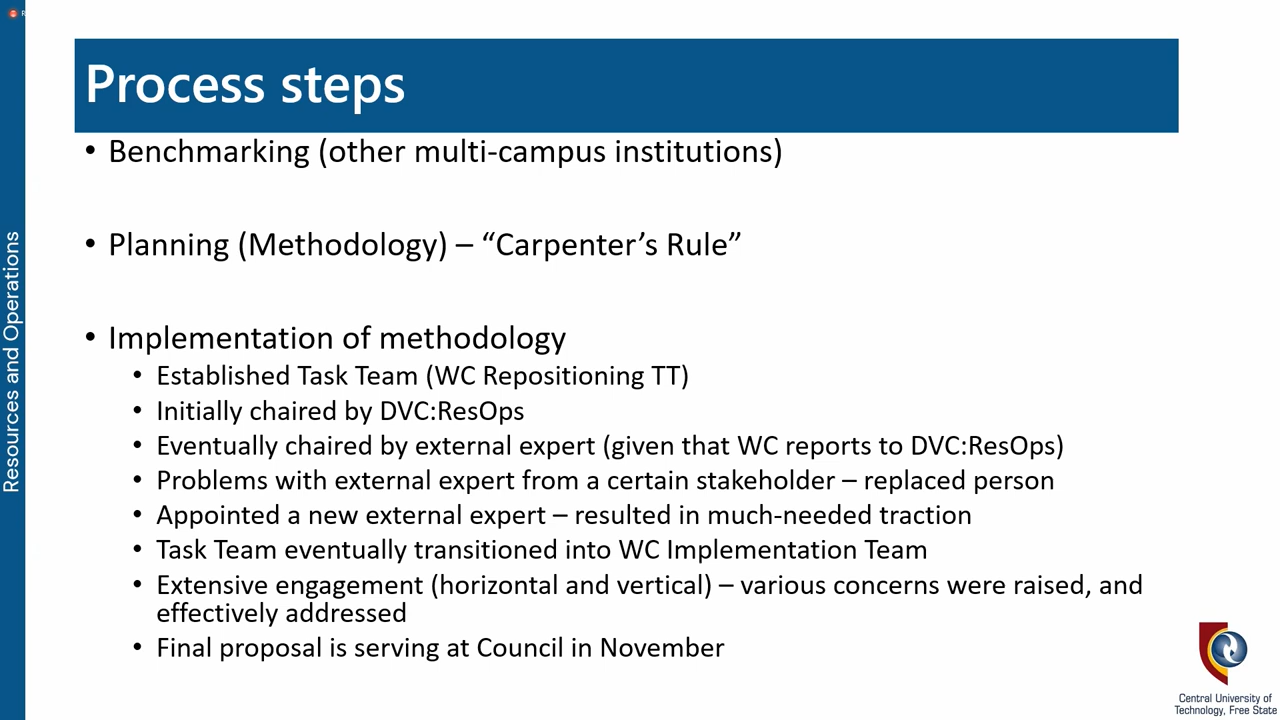 Process steps
• Benchmarking (other multi-campus institutions)
• Planning (Methodology) – “Carpenter’s Rule”
• Implementation of methodology
• Established Task Team (WC Repositioning TT)
• Initially chaired by DVC:ResOps
• Eventually chaired by external expert (given that WC reports to DVC:ResOps)
• Problems with external expert from a certain stakeholder – replaced person
• Appointed a new external expert – resulted in much-needed traction
• Task Team eventually transitioned into WC Implementation Team
• Extensive engagement (horizontal and vertical) – various concerns were raised, and
effectively addressed
• Final proposal is serving at Council in November
Resources and Operations
Central University of
Technology, Free State